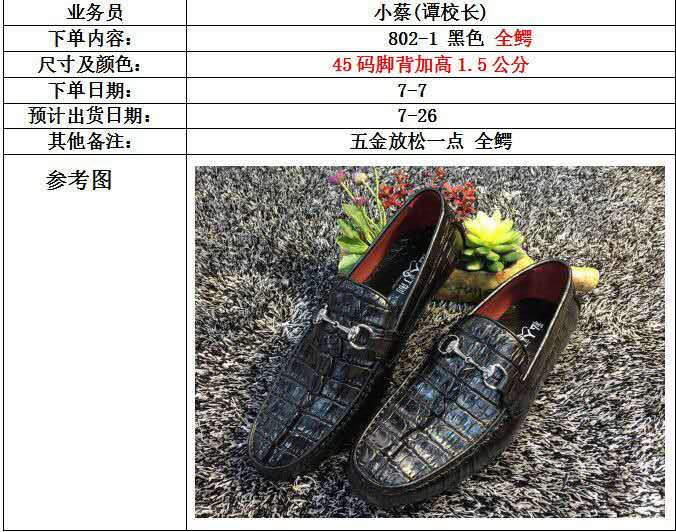 业务员 小蔡(谭校长)
下单内容: 802-1 黑色 全鳄
尺寸及颜色: 45码脚背加高1.5公分
下单日期: 7-7
预计出货日期: 7-26
其他备注: 五金放松一点 全鳄
参考图